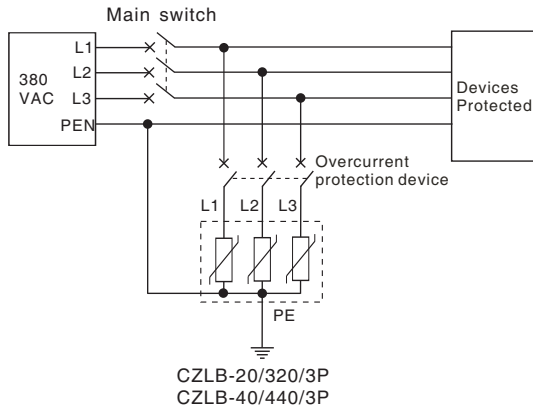 Main switch
380
VAC
L1
L2
L3
PEN
Devices
Protected
Overcurrent
protection device
L1
L2
L3
PE
CZLB-20/320/3P
CZLB-40/440/3P